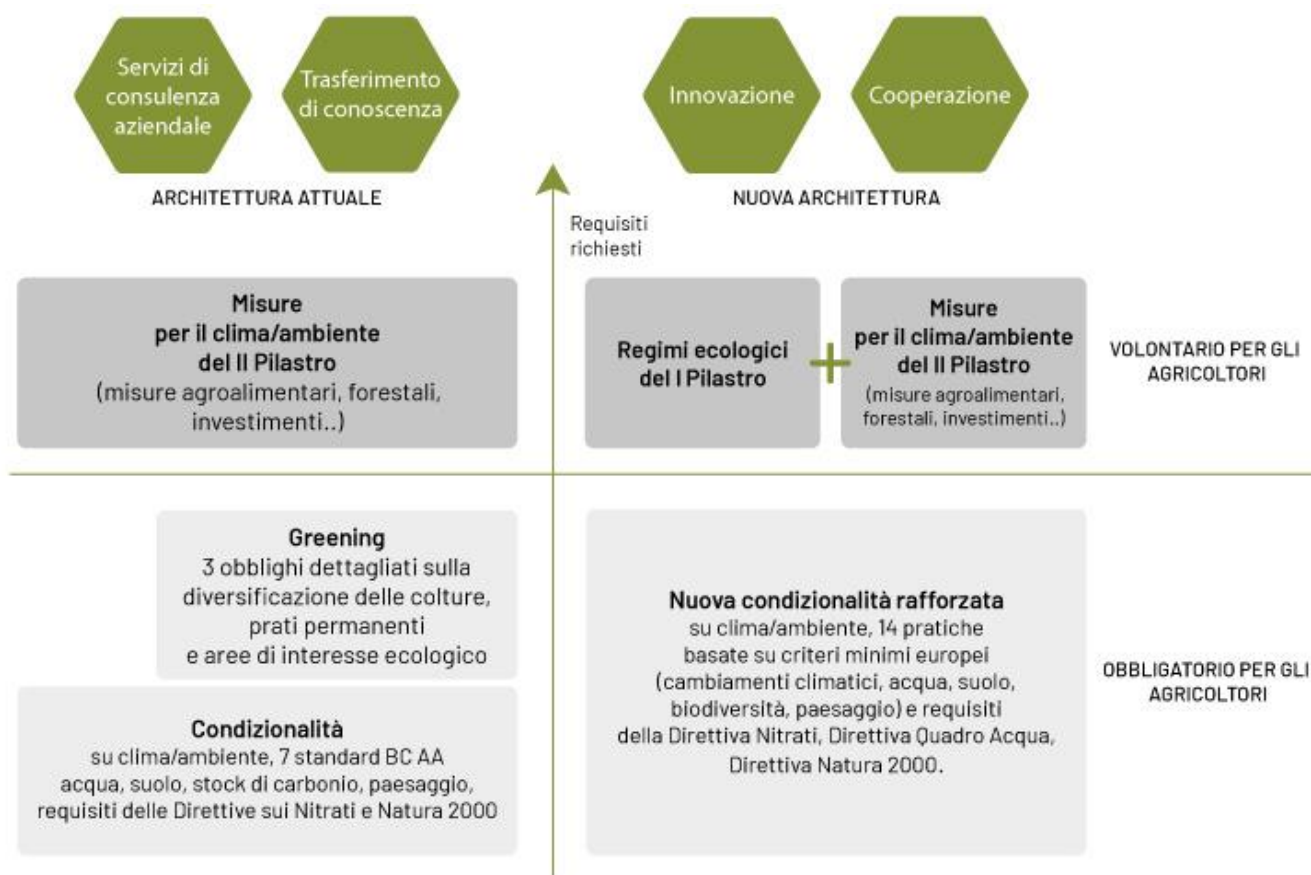 Servizi di
consulenza
aziendale
Trasferimento
di conoscenza
Innovazione
Cooperazione
ARCHITETTURA ATTUALE
NUOVA ARCHITETTURA
Requisiti
richiesti
Misure
per il clima/ambiente
del II Pilastro
(misure agroalimentari, forestali,
investimenti..)
Regimi ecologici
del I Pilastro
+
Misure
per il clima/ambiente
del II Pilastro
(misure agroalimentari,
forestali, investimenti..)
VOLONTARIO PER GLI
AGRICOLTORI
Greening
3 obblighi dettagliati sulla
diversificazione delle colture,
prati permanenti
e aree di interesse ecologico
Condizionalità
su clima/ambiente, 7 standard BC AA
acqua, suolo, stock di carbonio, paesaggio,
requisiti delle Direttive sui Nitrati e Natura 2000
Nuova condizionalità rafforzata
su clima/ambiente, 14 pratiche
basate su criteri minimi europei
(cambiamenti climatici, acqua, suolo,
biodiversità, paesaggio) e requisiti
della Direttiva Nitrati, Direttiva Quadro Acqua,
Direttiva Natura 2000.
OBBLIGATORIO PER GLI
AGRICOLTORI